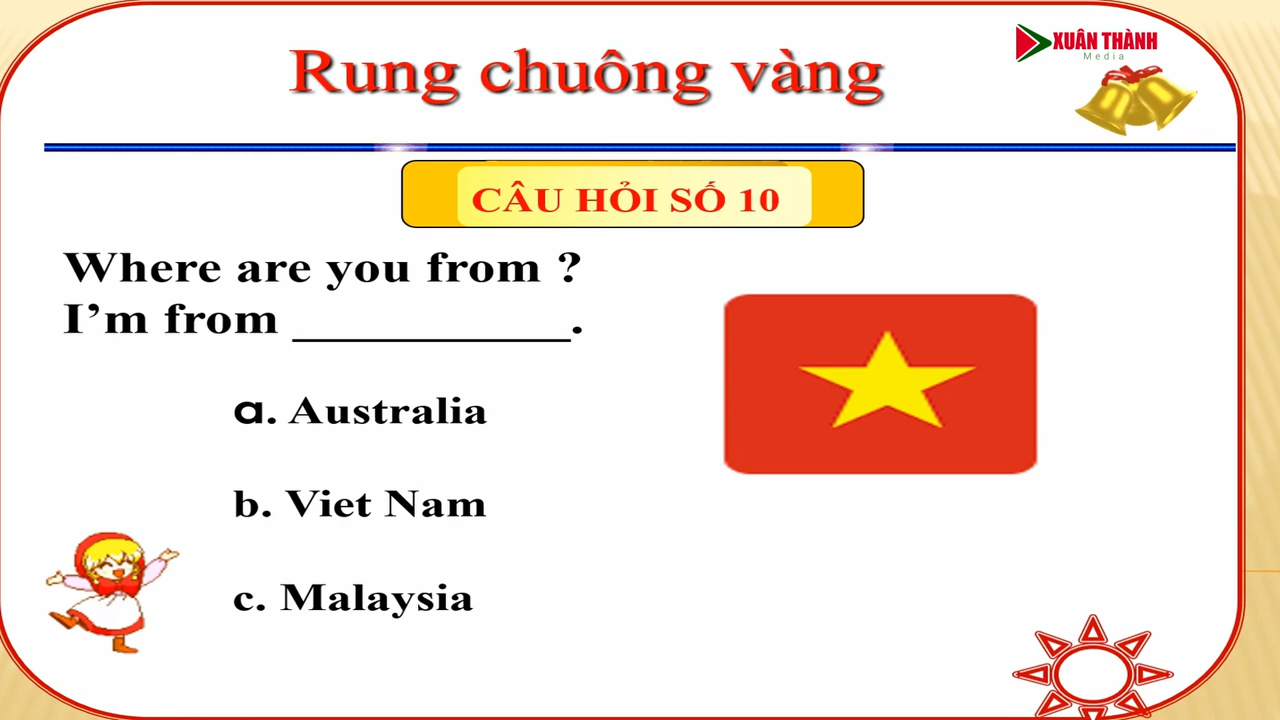 XUÂN THÀNH
Media
Rung chuông vàng
CÂU HỎI SỐ 10
Where are you from ?
I’m from ___________.
a. Australia
b. Viet Nam
c. Malaysia